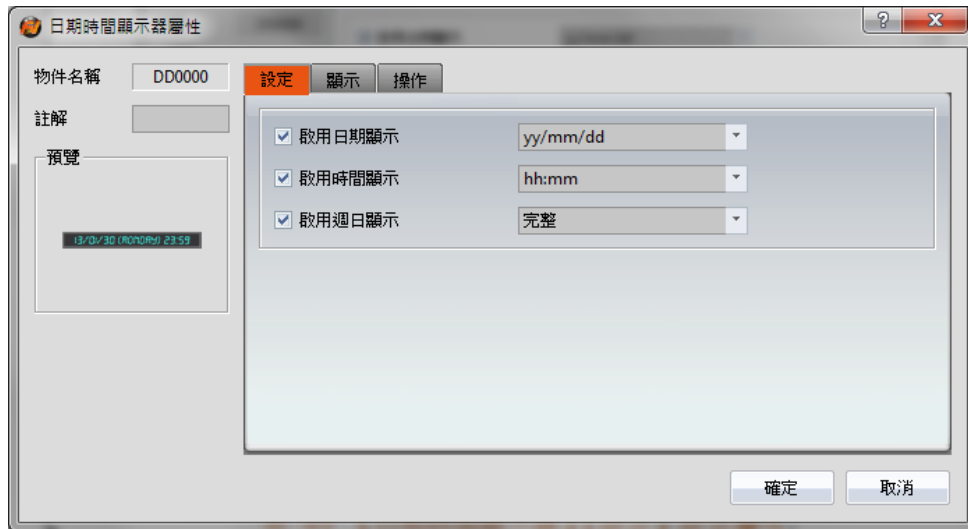 日期時間顯示器屬性
物件名稱 DD0000
註解
預覽
13/01/30 (MONDAY) 23:59
設定 顯示 操作
啟用日期顯示 yy/mm/dd
啟用時間顯示 hh:mm
啟用週日顯示 完整
確定 取消